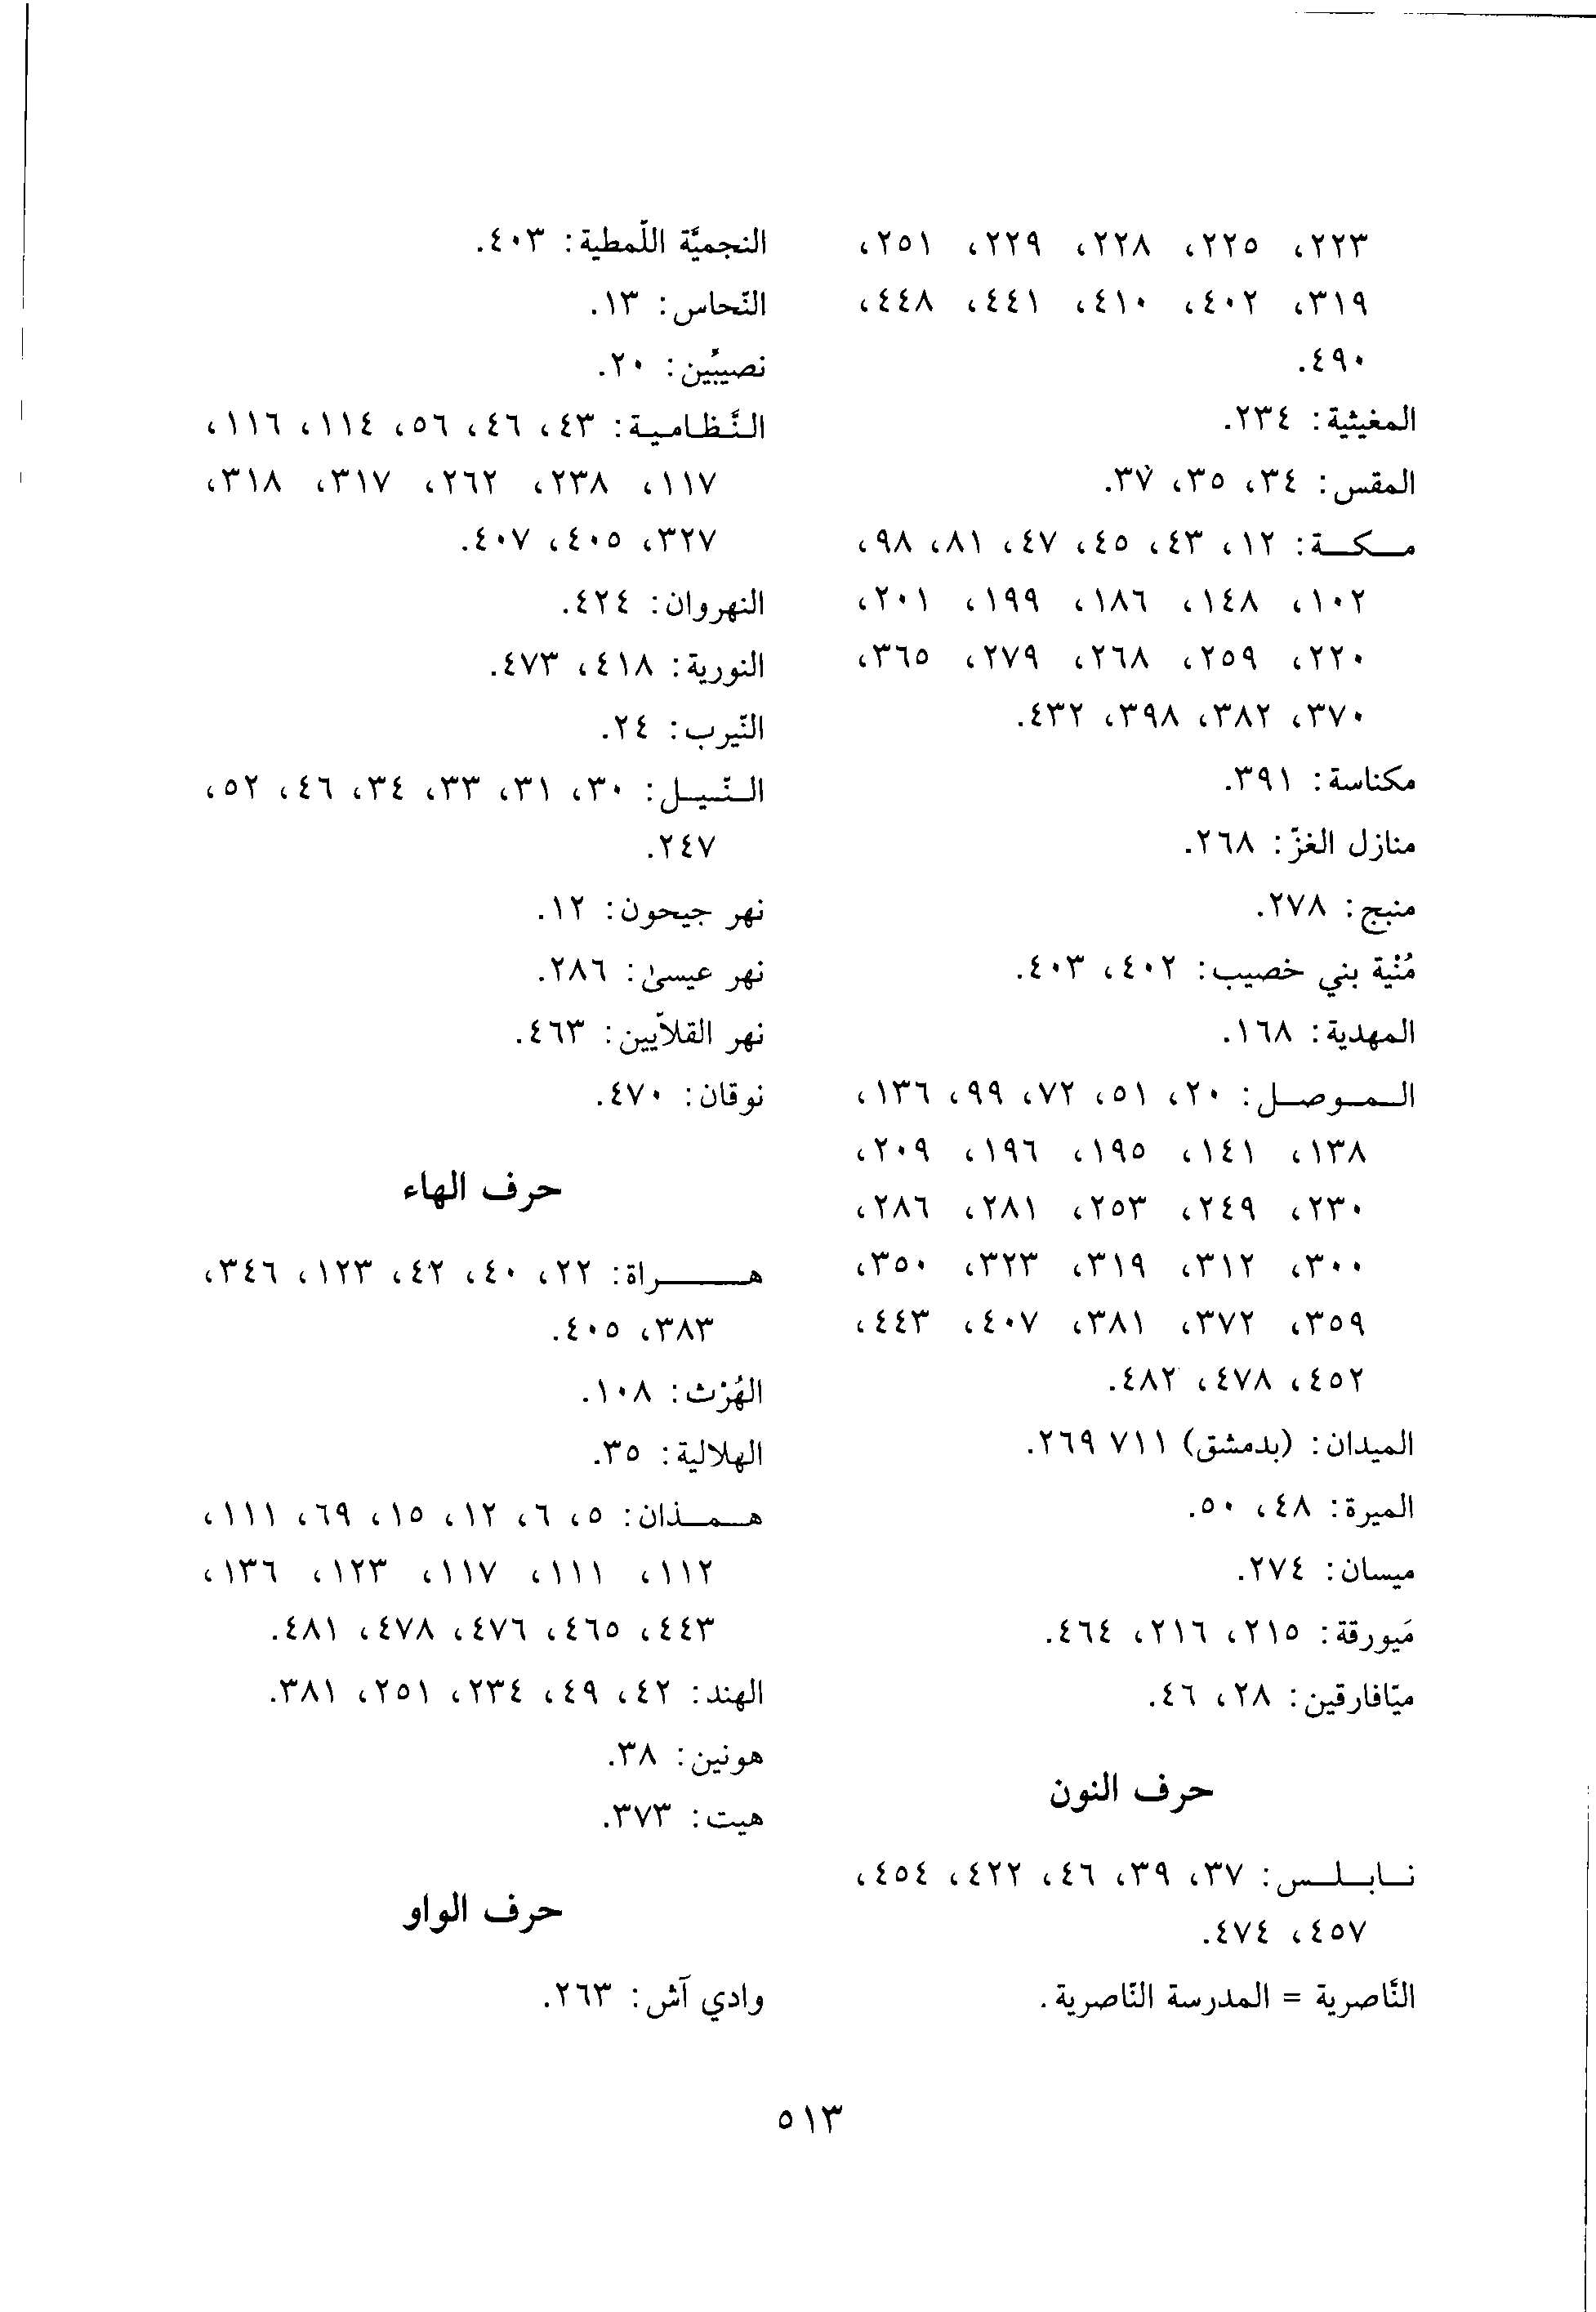 ٢٢٣، ٢٢٥، ٢٢٨، ٢٢٩، ٢٥١،
٣١٩، ٤٠٢، ٤١٠، ٤٤١، ٤٤٨،
٤٩٠.
المغيثية: ٢٣٤.
المقس: ٣٤، ٣٥، ٣٧.
مـكـة: ١٢، ٤٣، ٤٥، ٤٧، ٨١، ٩٨،
١٠٢، ١٤٨، ١٨٦، ١٩٩، ٢٠١،
٢٢٠، ٢٥٩، ٢٦٨، ٢٧٩، ٣٦٥،
٣٧٠، ٣٨٢، ٣٩٨، ٤٣٢.
مكناسة: ٣٩١.
منازل الغزّ: ٢٦٨.
منبج: ٢٧٨.
مُنْية بني خصيب: ٤٠٢، ٤٠٣.
المهدية: ١٦٨.
الـمـوصـل: ٢٠، ٥١، ٧٢، ٩٩، ١٣٦،
١٣٨، ١٤١، ١٩٥، ١٩٦، ٢٠٩،
٢٣٠، ٢٤٩، ٢٥٣، ٢٨١، ٢٨٦،
٣٠٠، ٣١٢، ٣١٩، ٣٢٣، ٣٥٠،
٣٥٩، ٣٧٢، ٣٨١، ٤٠٧، ٤٤٣،
٤٥٢، ٤٧٨، ٤٨٢.
الميدان: (بدمشق) ٧١١ ٢٦٩.
الميرة: ٤٨، ٥٠.
ميسان: ٢٧٤.
مَيورقة: ٢١٥، ٢١٦، ٤٦٤.
ميّافارقين: ٢٨، ٤٦.
حرف النون
نـابـلـس: ٣٧، ٣٩، ٤٦، ٤٢٢، ٤٥٤،
٤٥٧، ٤٧٤.
النَّاصرية = المدرسة النّاصرية.
النجميَّة اللّمطية: ٤٠٣.
النّحاس: ١٣.
نصيبَّين: ٢٠.
الـنَّـظـامـيـة: ٤٣، ٤٦، ٥٦، ١١٤، ١١٦،
١١٧، ٢٣٨، ٢٦٢، ٣١٧، ٣١٨،
٣٢٧، ٤٠٥، ٤٠٧.
النهروان: ٤٢٤.
النورية: ٤١٨، ٤٧٣.
النّيرب: ٢٤.
الـنّـيـل: ٣٠، ٣١، ٣٣، ٣٤، ٤٦، ٥٢،
٢٤٧.
نهر جيحون: ١٢.
نهر عيسىٰ: ٢٨٦.
نهر القلاّيين: ٤٦٣.
نوقان: ٤٧٠.
حرف الهاء
هـــراة: ٢٢، ٤٠، ٤٢، ١٢٣، ٣٤٦،
٣٨٣، ٤٠٥.
الهُرْث: ١٠٨.
الهلالية: ٣٥.
هـمـذان: ٥، ٦، ١٢، ١٥، ٦٩، ١١١،
١١٢، ١١١، ١١٧، ١٢٣، ١٣٦،
٤٤٣، ٤٦٥، ٤٧٦، ٤٧٨، ٤٨١.
الهند: ٤٢، ٤٩، ٢٣٤، ٢٥١، ٣٨١.
هونين: ٣٨.
هيت: ٣٧٣.
حرف الواو
وادي آش: ٢٦٣.
٥١٣